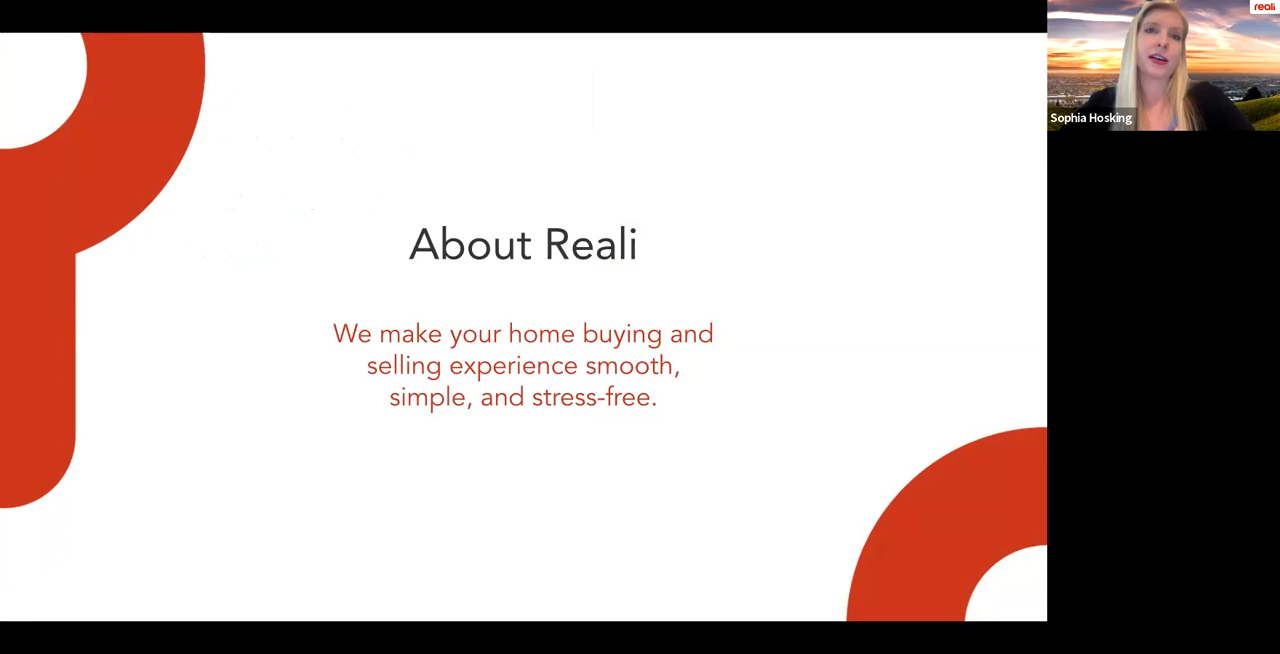 About Reali
We make your home buying and
selling experience smooth,
simple, and stress-free.
reali
Sophia Hosking